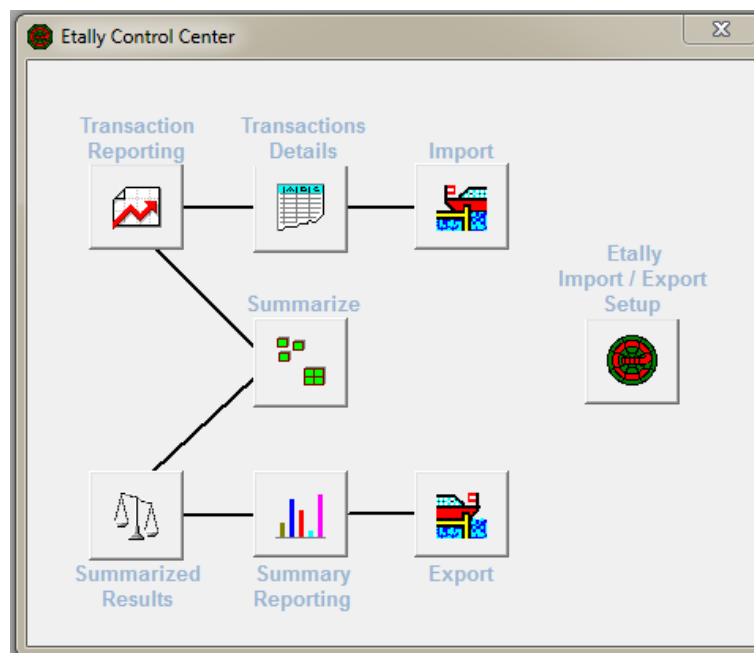 Etally Control Center
Transaction
Reporting
Transactions
Details
Import
Etally
Import / Export
Setup
Summarize
Summarized
Results
Summary
Reporting
Export